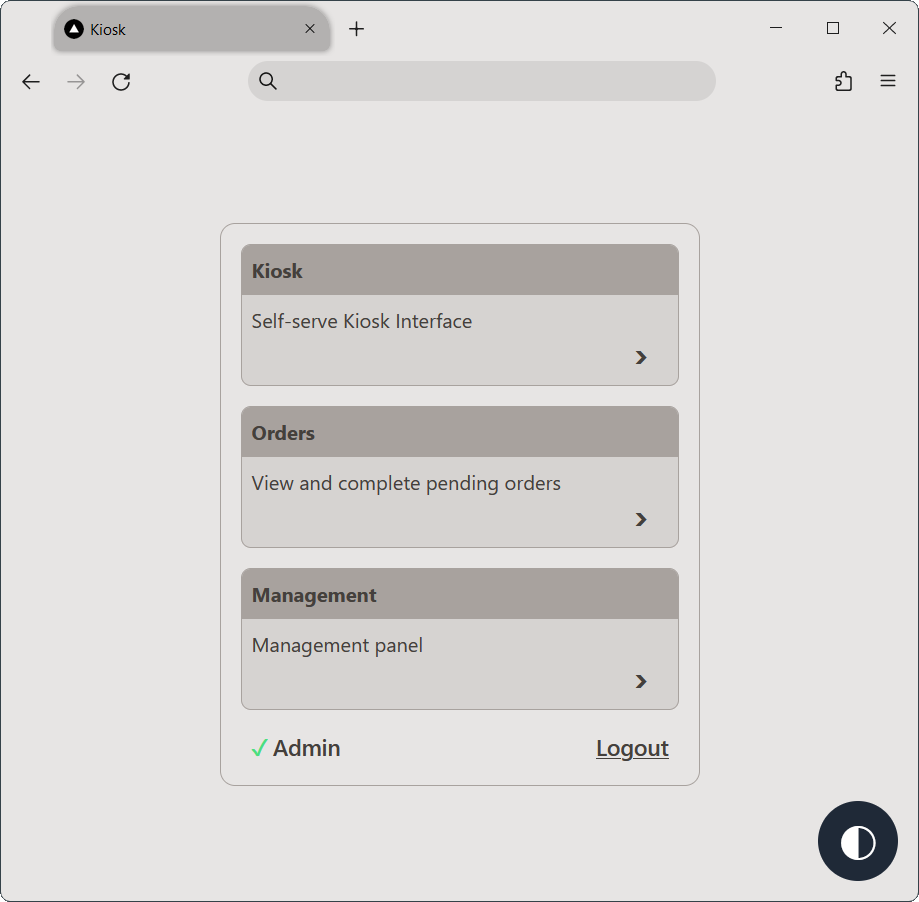 Kiosk
Kiosk
Self-serve Kiosk Interface
Orders
View and complete pending orders
Management
Management panel
✓ Admin
Logout